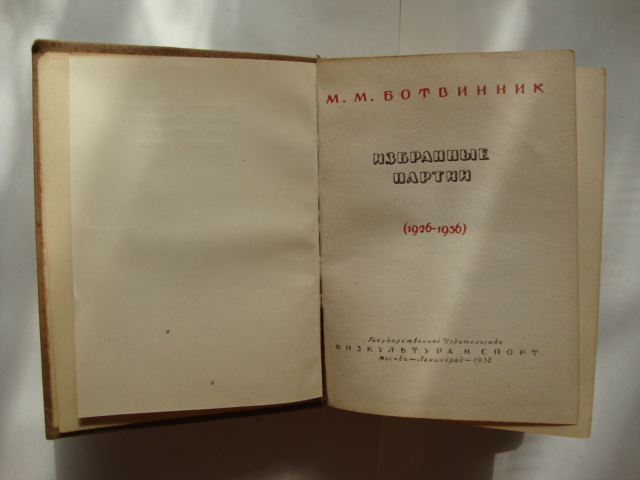 М. М. БОТВИННИК
ИЗБРАННЫЕ
ПАРТИИ
(1926-1936)
Государственное Издательство
ФИЗКУЛЬТУРА И СПОРТ
Москва—Ленинград—1938